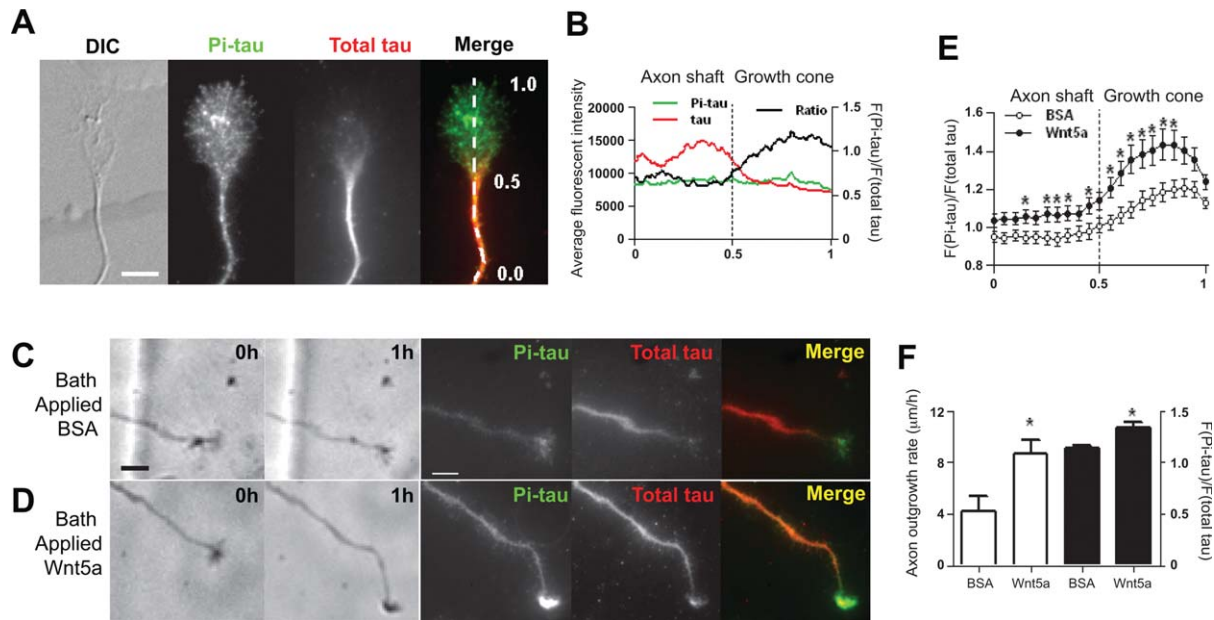 A
DIC
Pi-tau
Total tau
Merge
1.0
0.5
0.0
B
Axon shaft
Growth cone
Pi-tau
tau
Ratio
Average fluorescent intensity
20000
15000
10000
5000
0
F(Pi-tau)/F(total tau)
1.5
1.0
0.5
0
0
0.5
1
E
Axon shaft
Growth cone
BSA
Wnt5a
F(Pi-tau)/F(total tau)
1.6
1.4
1.2
1.0
0.8
* * * * * * * * * * * * *
0
0.5
1
C
Bath
Applied
BSA
0h
1h
Pi-tau
Total tau
Merge
D
Bath
Applied
Wnt5a
0h
1h
Pi-tau
Total tau
Merge
F
Axon outgrowth rate (μm/h)
12
8
4
0
* *
F(Pi-tau)/F(total tau)
1.5
1.0
0.5
0
BSA
Wnt5a
BSA
Wnt5a